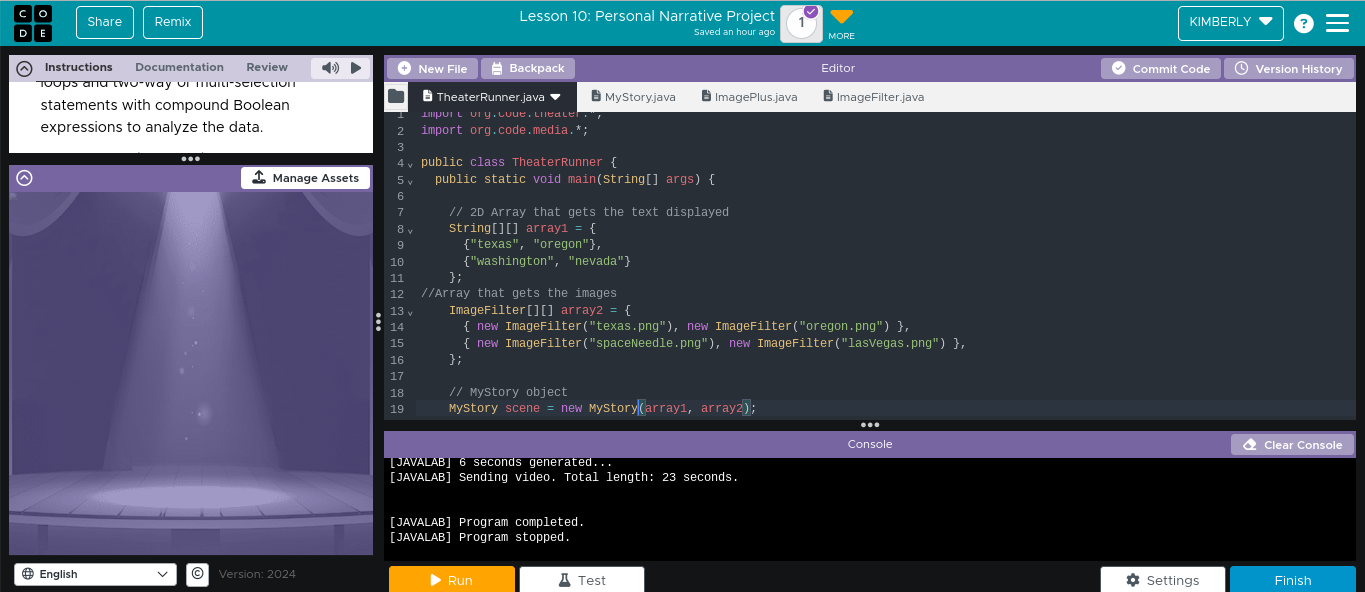 C O
D E
Share
Remix
Lesson 10: Personal Narrative Project
Saved an hour ago
1
MORE
KIMBERLY
?
Instructions Documentation Review
loops and two-way or multi-selection
statements with compound Boolean
expressions to analyze the data.
Manage Assets
New File
Backpack
Editor
Commit Code
Version History
TheaterRunner.java
MyStory.java
ImagePlus.java
ImageFilter.java
1 import org.code.theater.*;
2 import org.code.media.*;
3
4 public class TheaterRunner {
5 public static void main(String[] args) {
6
7 // 2D Array that gets the text displayed
8 String[][] array1 = {
9 {"texas", "oregon"},
10 {"washington", "nevada"}
11 };
12 //Array that gets the images
13 ImageFilter[][] array2 = {
14 { new ImageFilter("texas.png"), new ImageFilter("oregon.png") },
15 { new ImageFilter("spaceNeedle.png"), new ImageFilter("lasVegas.png") },
16 };
17
18 // MyStory object
19 MyStory scene = new MyStory(array1, array2);
Console
Clear Console
[JAVALAB] 6 seconds generated...
[JAVALAB] Sending video. Total length: 23 seconds.
[JAVALAB] Program completed.
[JAVALAB] Program stopped.
English
©
Version: 2024
Run
Test
Settings
Finish